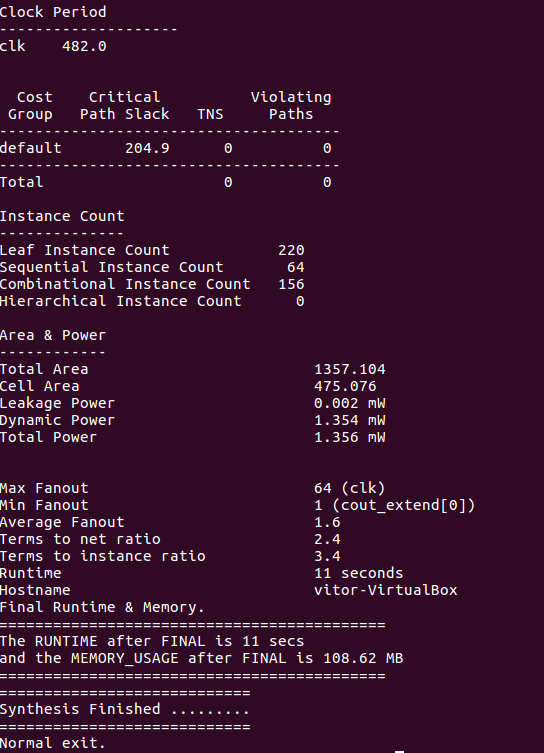 Clock Period
--------------------
clk    482.0
  Cost    Critical          Violating
 Group   Path Slack   TNS     Paths
--------------------------------------
default       204.9      0          0
--------------------------------------
Total                    0          0
Instance Count
--------------
Leaf Instance Count            220
Sequential Instance Count       64
Combinational Instance Count   156
Hierarchical Instance Count      0
Area & Power
------------
Total Area                         1357.104
Cell Area                          475.076
Leakage Power                      0.002 mW
Dynamic Power                      1.354 mW
Total Power                        1.356 mW
Max Fanout                         64 (clk)
Min Fanout                         1 (cout_extend[0])
Average Fanout                     1.6
Terms to net ratio                 2.4
Terms to instance ratio            3.4
Runtime                            11 seconds
Hostname                           vitor-VirtualBox
Final Runtime & Memory.
===========================================
The RUNTIME after FINAL is 11 secs
and the MEMORY_USAGE after FINAL is 108.62 MB
===========================================
============================
Synthesis Finished .........
============================
Normal exit.